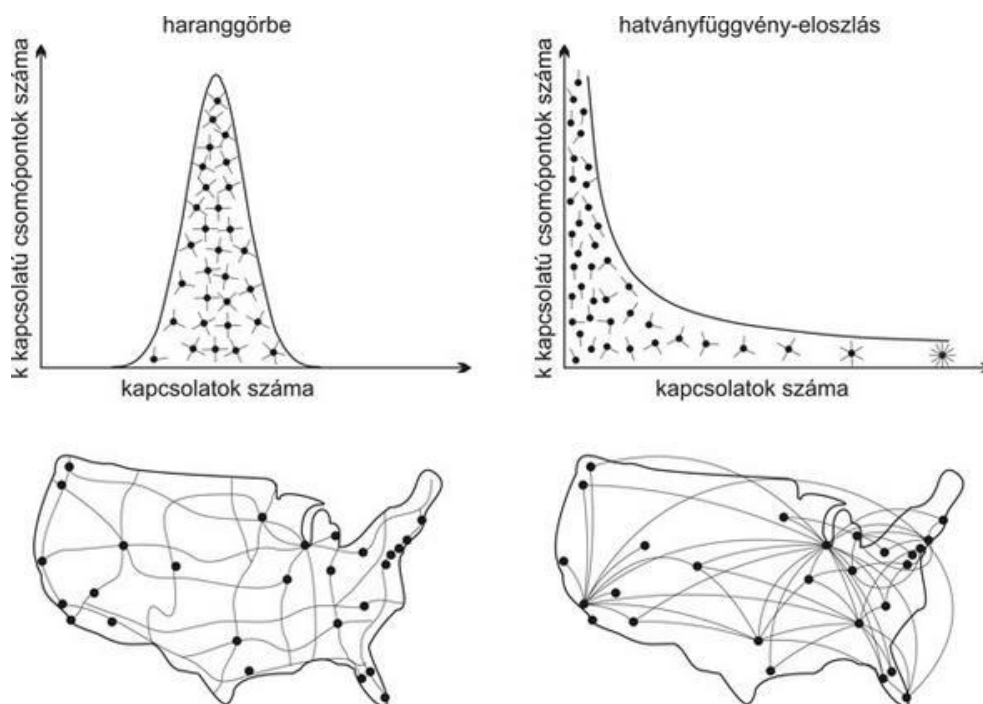 haranggörbe
k kapcsolatú csomópontok száma
kapcsolatok száma
hatványfüggvény-eloszlás
k kapcsolatú csomópontok száma
kapcsolatok száma